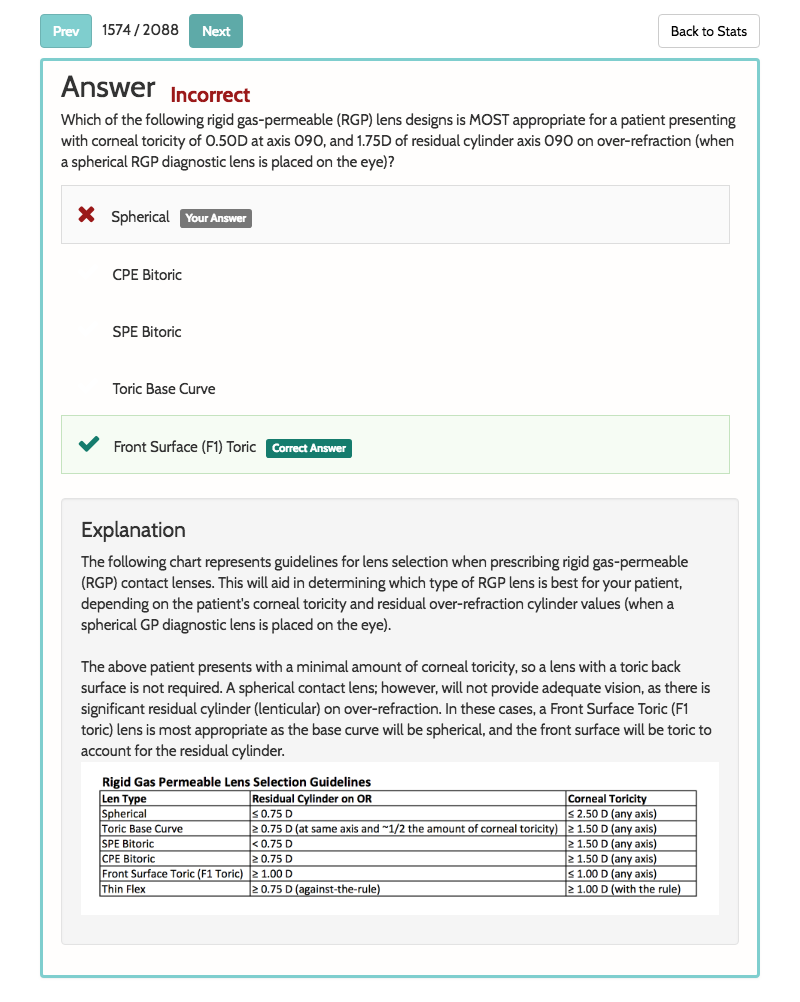 Prev 1574 / 2088 Next Back to Stats
Answer Incorrect
Which of the following rigid gas-permeable (RGP) lens designs is MOST appropriate for a patient presenting
with corneal toricity of 0.50D at axis 090, and 1.75D of residual cylinder axis 090 on over-refraction (when
a spherical RGP diagnostic lens is placed on the eye)?
Spherical Your Answer
CPE Bitoric
SPE Bitoric
Toric Base Curve
Front Surface (F1) Toric Correct Answer
Explanation
The following chart represents guidelines for lens selection when prescribing rigid gas-permeable
(RGP) contact lenses. This will aid in determining which type of RGP lens is best for your patient,
depending on the patient's corneal toricity and residual over-refraction cylinder values (when a
spherical GP diagnostic lens is placed on the eye).
The above patient presents with a minimal amount of corneal toricity, so a lens with a toric back
surface is not required. A spherical contact lens; however, will not provide adequate vision, as there is
significant residual cylinder (lenticular) on over-refraction. In these cases, a Front Surface Toric (F1
toric) lens is most appropriate as the base curve will be spherical, and the front surface will be toric to
account for the residual cylinder.
Rigid Gas Permeable Lens Selection Guidelines
Len Type Residual Cylinder on OR Corneal Toricity
Spherical ≤ 0.75 D ≤ 2.50 D (any axis)
Toric Base Curve ≥ 0.75 D (at same axis and ~1/2 the amount of corneal toricity) ≥ 1.50 D (any axis)
SPE Bitoric < 0.75 D ≥ 1.50 D (any axis)
CPE Bitoric ≥ 0.75 D ≥ 1.50 D (any axis)
Front Surface Toric (F1 Toric) ≥ 1.00 D ≤ 1.00 D (any axis)
Thin Flex ≥ 0.75 D (against-the-rule) ≥ 1.00 D (with the rule)